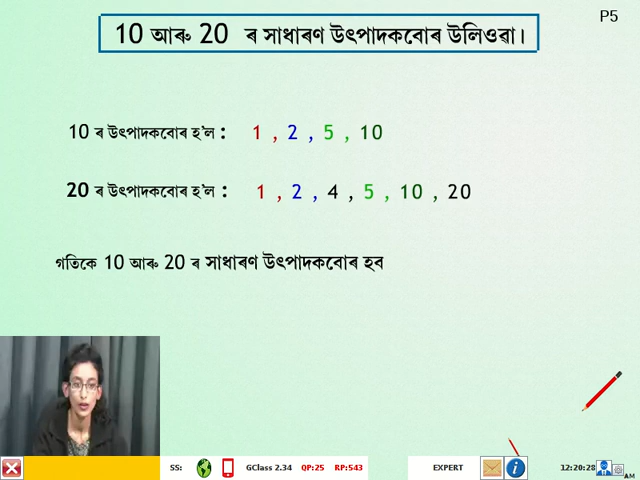 P5
10 আৰু 20 ৰ সাধাৰণ উৎপাদকবোৰ উলিওৱা।
10 ৰ উৎপাদকবোৰ হ'ল : 1 , 2 , 5 , 10
20 ৰ উৎপাদকবোৰ হ'ল : 1 , 2 , 4 , 5 , 10 , 20
গতিকে 10 আৰু 20 ৰ সাধাৰণ উৎপাদকবোৰ হব
SS: GClass 2.34 QP:25 RP:543 EXPERT 12:20:28 AM